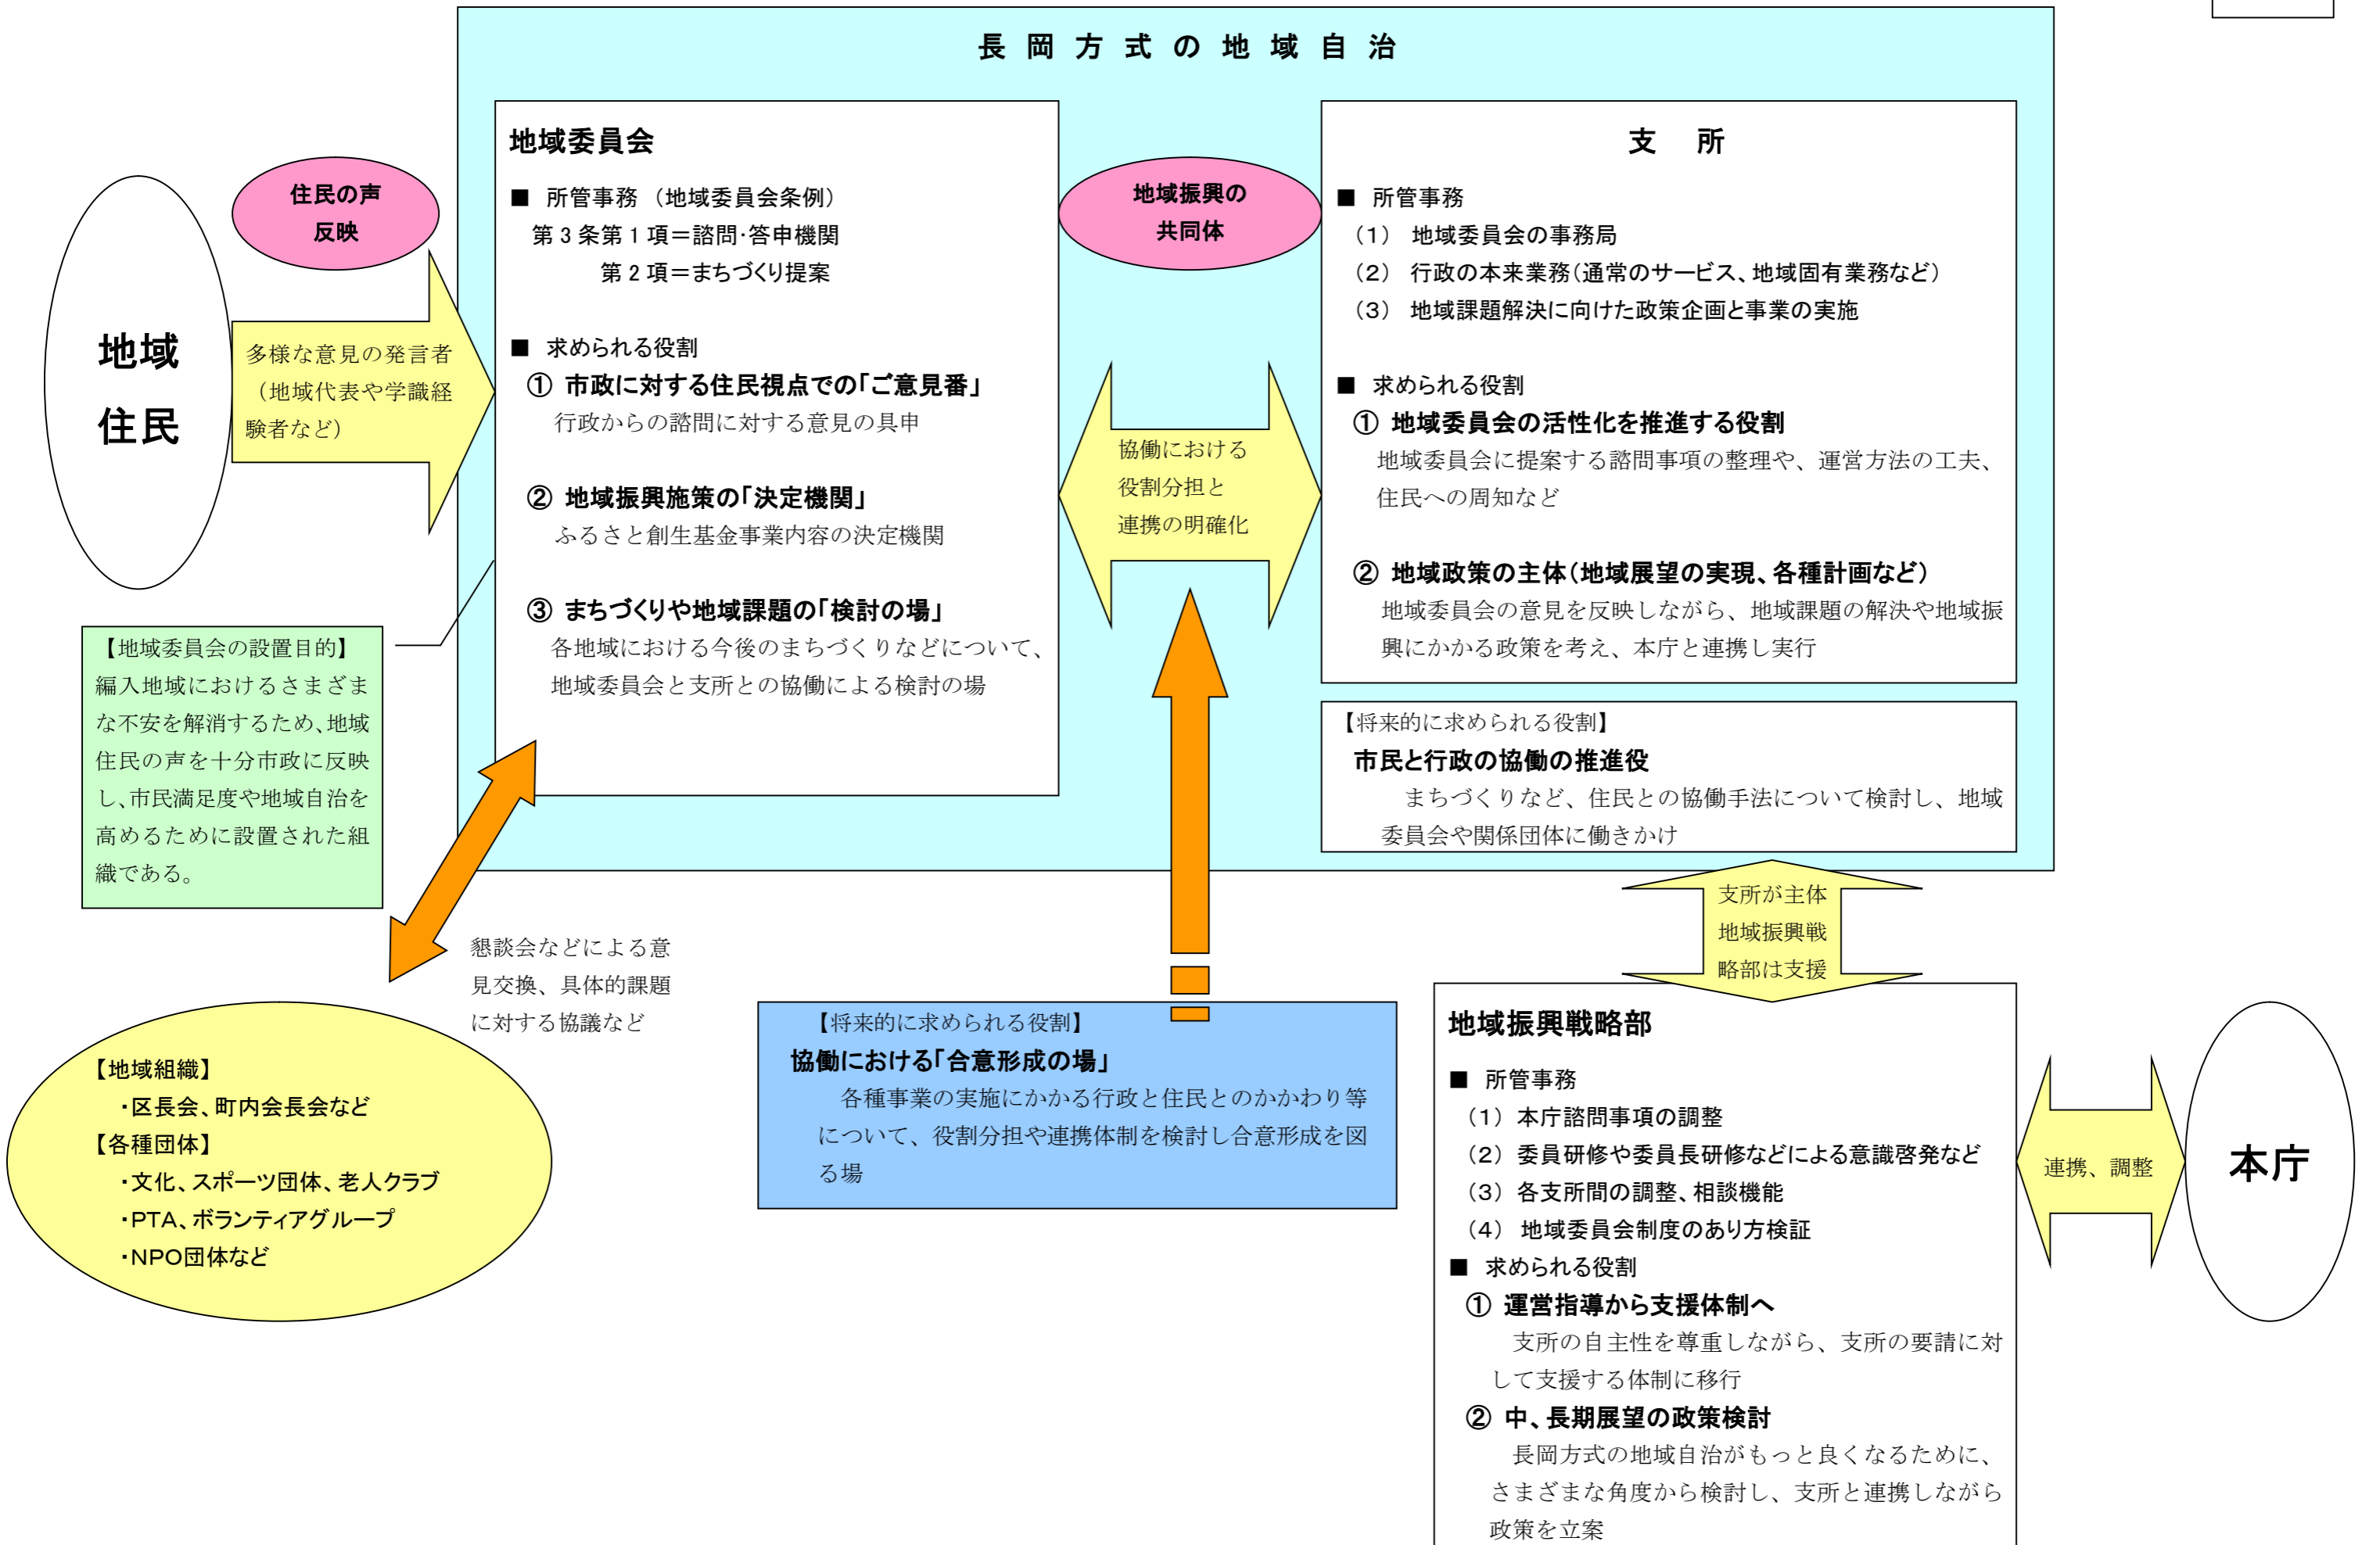 長岡方式の地域自治
地域
住民
住民の声
反映
多様な意見の発言者
（地域代表や学識経
験者など）
【地域委員会の設置目的】
編入地域におけるさまざま
な不安を解消するため、地域
住民の声を十分市政に反映
し、市民満足度や地域自治を
高めるために設置された組
織である。
地域委員会
■ 所管事務 （地域委員会条例）
第３条第１項＝諮問・答申機関
第２項＝まちづくり提案
■ 求められる役割
① 市政に対する住民視点での「ご意見番」
行政からの諮問に対する意見の具申
② 地域振興施策の「決定機関」
ふるさと創生基金事業内容の決定機関
③ まちづくりや地域課題の「検討の場」
各地域における今後のまちづくりなどについて、
地域委員会と支所との協働による検討の場
地域振興の
共同体
協働における
役割分担と
連携の明確化
支 所
■ 所管事務
（１） 地域委員会の事務局
（２） 行政の本来業務（通常のサービス、地域固有業務など）
（３） 地域課題解決に向けた政策企画と事業の実施
■ 求められる役割
① 地域委員会の活性化を推進する役割
地域委員会に提案する諮問事項の整理や、運営方法の工夫、
住民への周知など
② 地域政策の主体（地域展望の実現、各種計画など）
地域委員会の意見を反映しながら、地域課題の解決や地域振
興にかかる政策を考え、本庁と連携し実行
【将来的に求められる役割】
市民と行政の協働の推進役
まちづくりなど、住民との協働手法について検討し、地域
委員会や関係団体に働きかけ
支所が主体
地域振興戦
略部は支援
懇談会などによる意
見交換、具体的課題
に対する協議など
【地域組織】
・区長会、町内会長会など
【各種団体】
・文化、スポーツ団体、老人クラブ
・PTA、ボランティアグループ
・NPO団体など
【将来的に求められる役割】
協働における「合意形成の場」
各種事業の実施にかかる行政と住民とのかかわり等
について、役割分担や連携体制を検討し合意形成を図
る場
地域振興戦略部
■ 所管事務
（１） 本庁諮問事項の調整
（２） 委員研修や委員長研修などによる意識啓発など
（３） 各支所間の調整、相談機能
（４） 地域委員会制度のあり方検証
■ 求められる役割
① 運営指導から支援体制へ
支所の自主性を尊重しながら、支所の要請に対
して支援する体制に移行
② 中、長期展望の政策検討
長岡方式の地域自治がもっと良くなるために、
さまざまな角度から検討し、支所と連携しながら
政策を立案
連携、調整
本庁